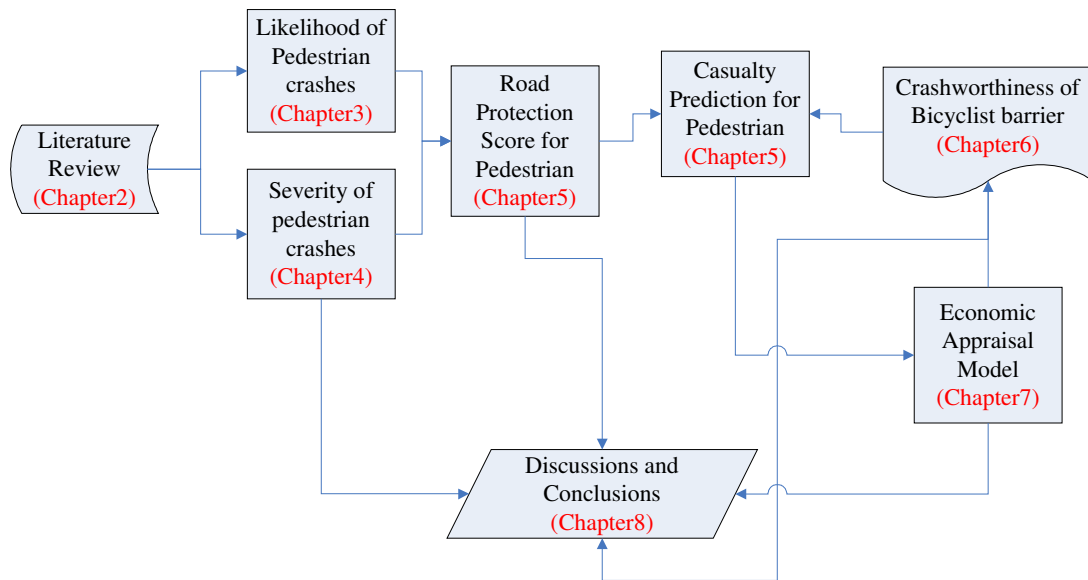 Literature
Review
(Chapter2)
Likelihood of
Pedestrian
crashes
(Chapter3)
Severity of
pedestrian
crashes
(Chapter4)
Road
Protection
Score for
Pedestrian
(Chapter5)
Casualty
Prediction for
Pedestrian
(Chapter5)
Crashworthiness of
Bicyclist barrier
(Chapter6)
Economic
Appraisal
Model
(Chapter7)
Discussions and
Conclusions
(Chapter8)